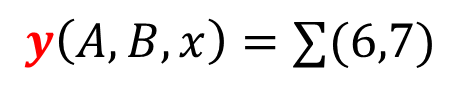 y(A, B, x) = ∑(6,7)